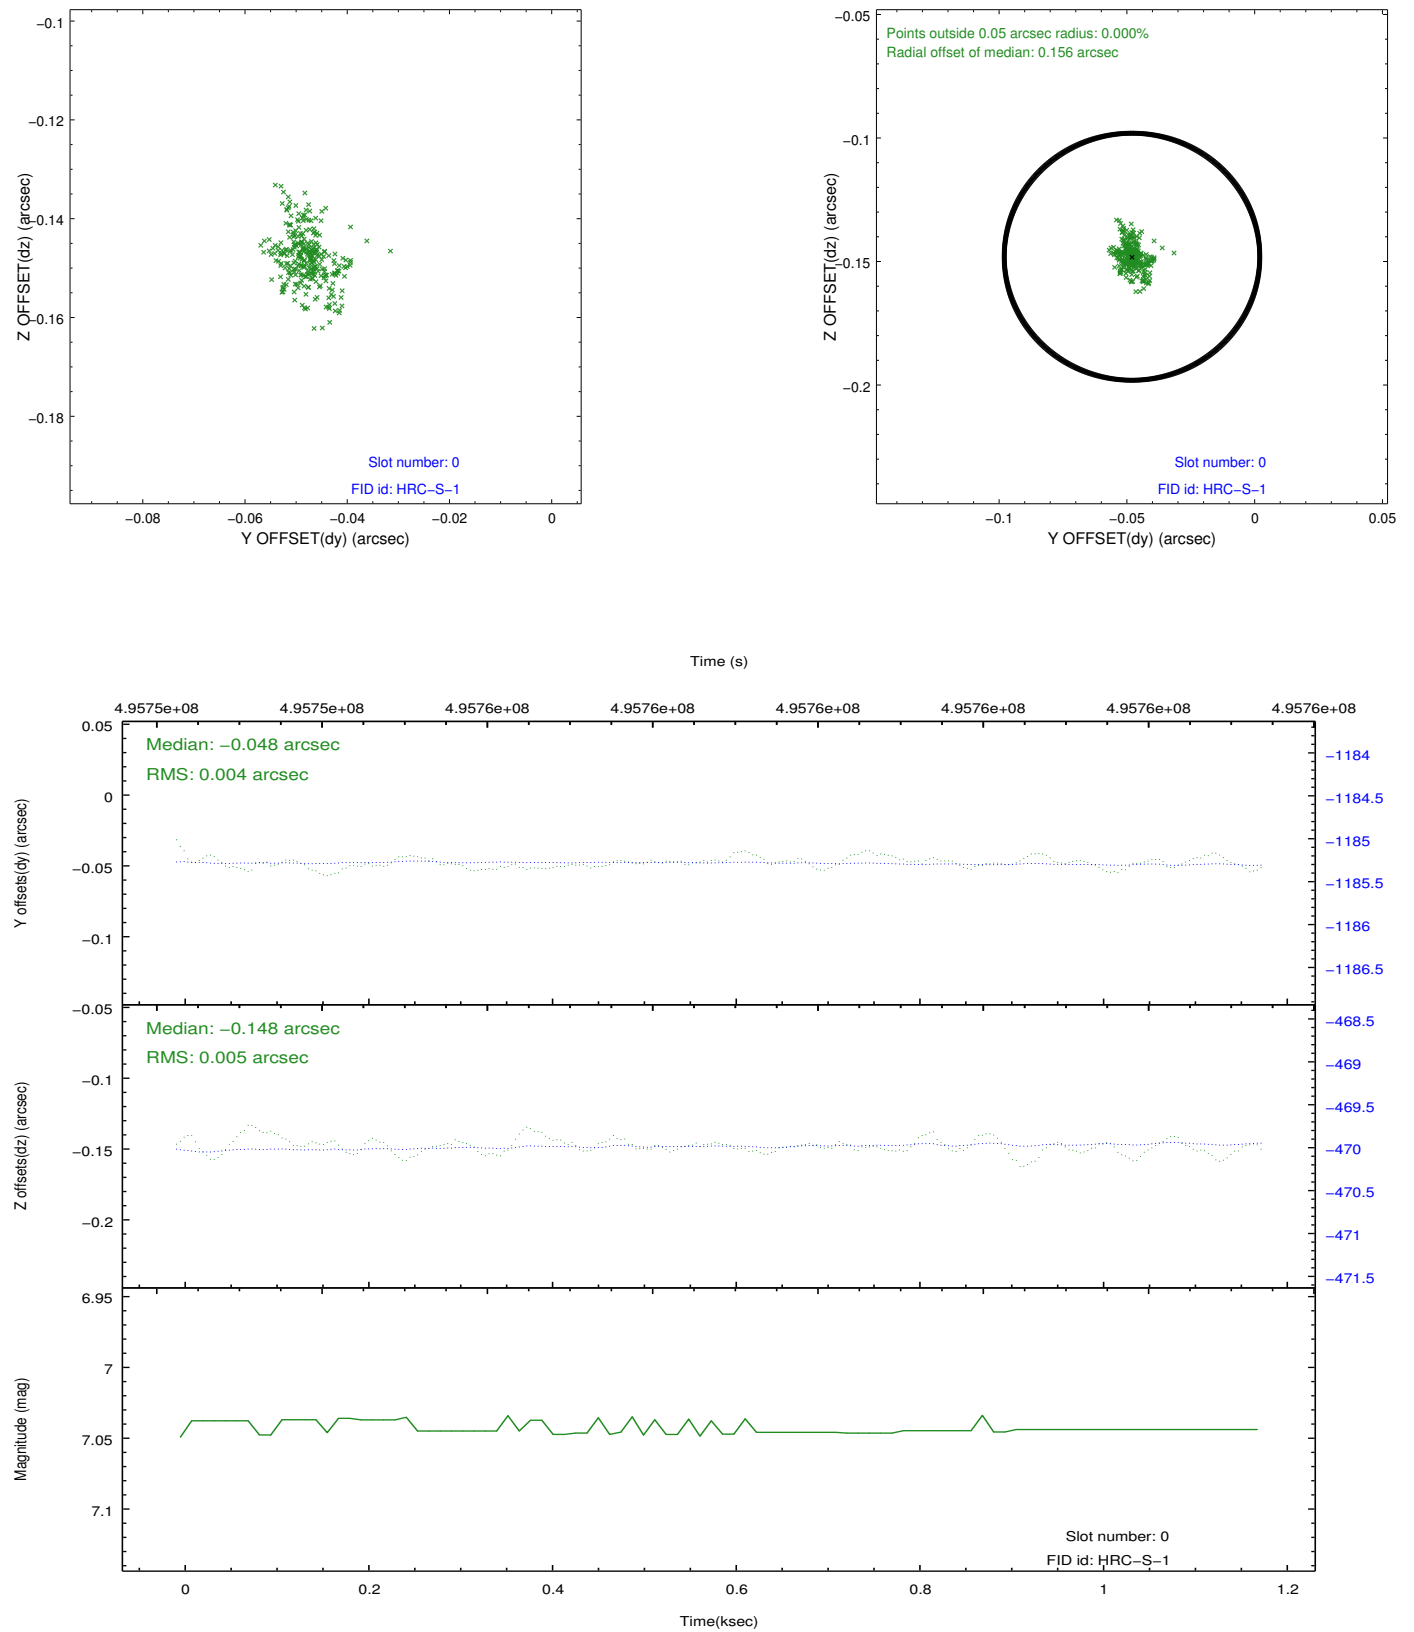 −0.1
−0.12
−0.14
−0.16
−0.18
Z OFFSET(dz) (arcsec)
Slot number: 0
FID id: HRC−S−1
−0.08
−0.06
−0.04
−0.02
0
Y OFFSET(dy) (arcsec)
−0.05
−0.1
−0.15
−0.2
Z OFFSET(dz) (arcsec)
Points outside 0.05 arcsec radius: 0.000%
Radial offset of median: 0.156 arcsec
Slot number: 0
FID id: HRC−S−1
−0.1
−0.05
0
0.05
Y OFFSET(dy) (arcsec)
Time (s)
4.9575e+08
4.9575e+08
4.9576e+08
4.9576e+08
4.9576e+08
4.9576e+08
4.9576e+08
4.9576e+08
0.05
0
−0.05
−0.1
Y offsets(dy) (arcsec)
Median: −0.048 arcsec
RMS: 0.004 arcsec
−1184
−1184.5
−1185
−1185.5
−1186
−1186.5
−0.05
−0.1
−0.15
−0.2
Z offsets(dz) (arcsec)
Median: −0.148 arcsec
RMS: 0.005 arcsec
−468.5
−469
−469.5
−470
−470.5
−471
−471.5
6.95
7
7.05
7.1
Magnitude (mag)
Slot number: 0
FID id: HRC−S−1
0
0.2
0.4
0.6
0.8
1
1.2
Time(ksec)